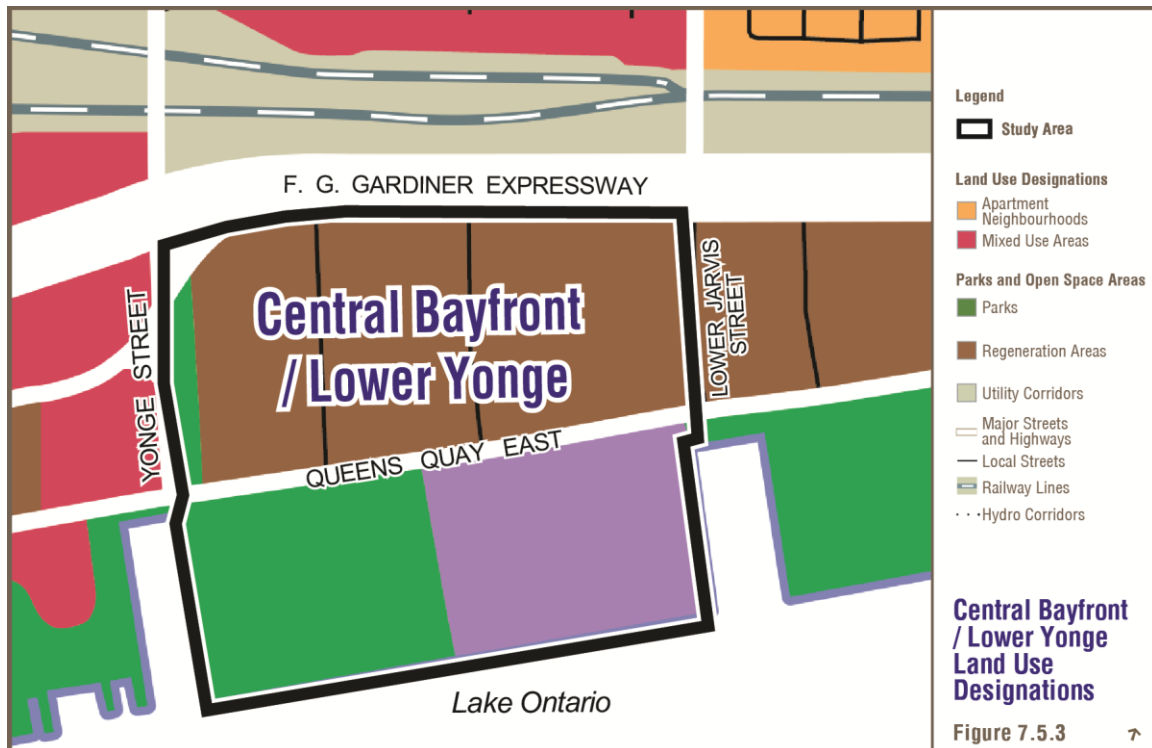 F. G. GARDINER EXPRESSWAY
YONGE STREET
Central Bayfront
/ Lower Yonge
LOWER JARVIS
STREET
QUEENS QUAY EAST
Lake Ontario
Legend
Study Area
Land Use Designations
Apartment
Neighbourhoods
Mixed Use Areas
Parks and Open Space Areas
Parks
Regeneration Areas
Utility Corridors
Major Streets
and Highways
Local Streets
Railway Lines
Hydro Corridors
Central Bayfront
/ Lower Yonge
Land Use
Designations
Figure 7.5.3